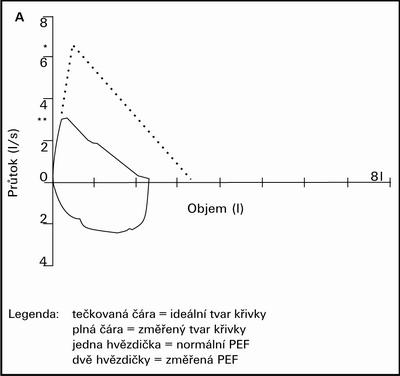 A
8
*
6
4
**
2
0
8l
2
4
Průtok (l/s)
Objem (l)
Legenda: tečkovaná čára = ideální tvar křivky
plná čára = změřený tvar křivky
jedna hvězdička = normální PEF
dvě hvězdičky = změřená PEF